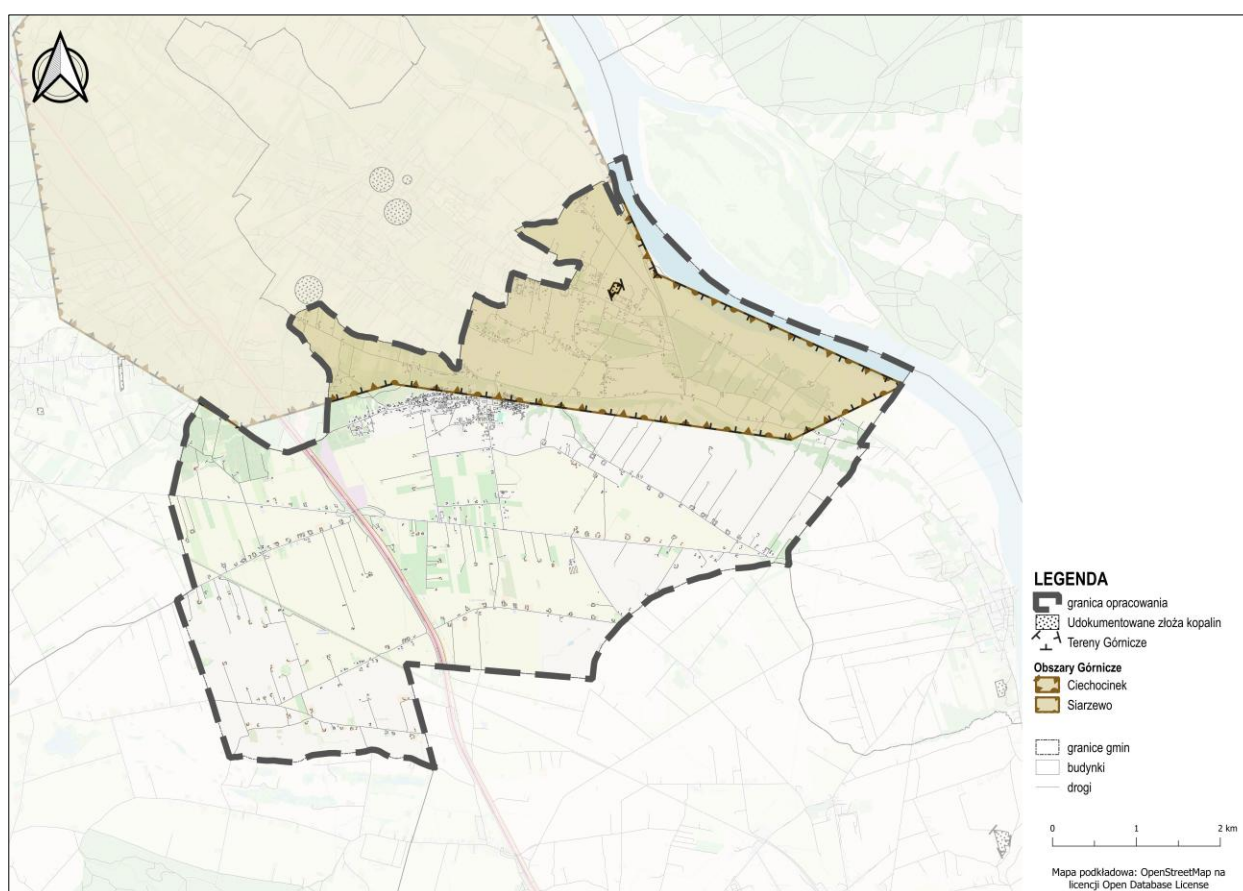 LEGENDA
granica opracowania
Udokumentowane złoża kopalin
Tereny Górnicze
Obszary Górnicze
Ciechocinek
Siarzewo
granice gmin
budynki
drogi
0 1 2 km
Mapa podkładowa: OpenStreetMap na
licencji Open Database License